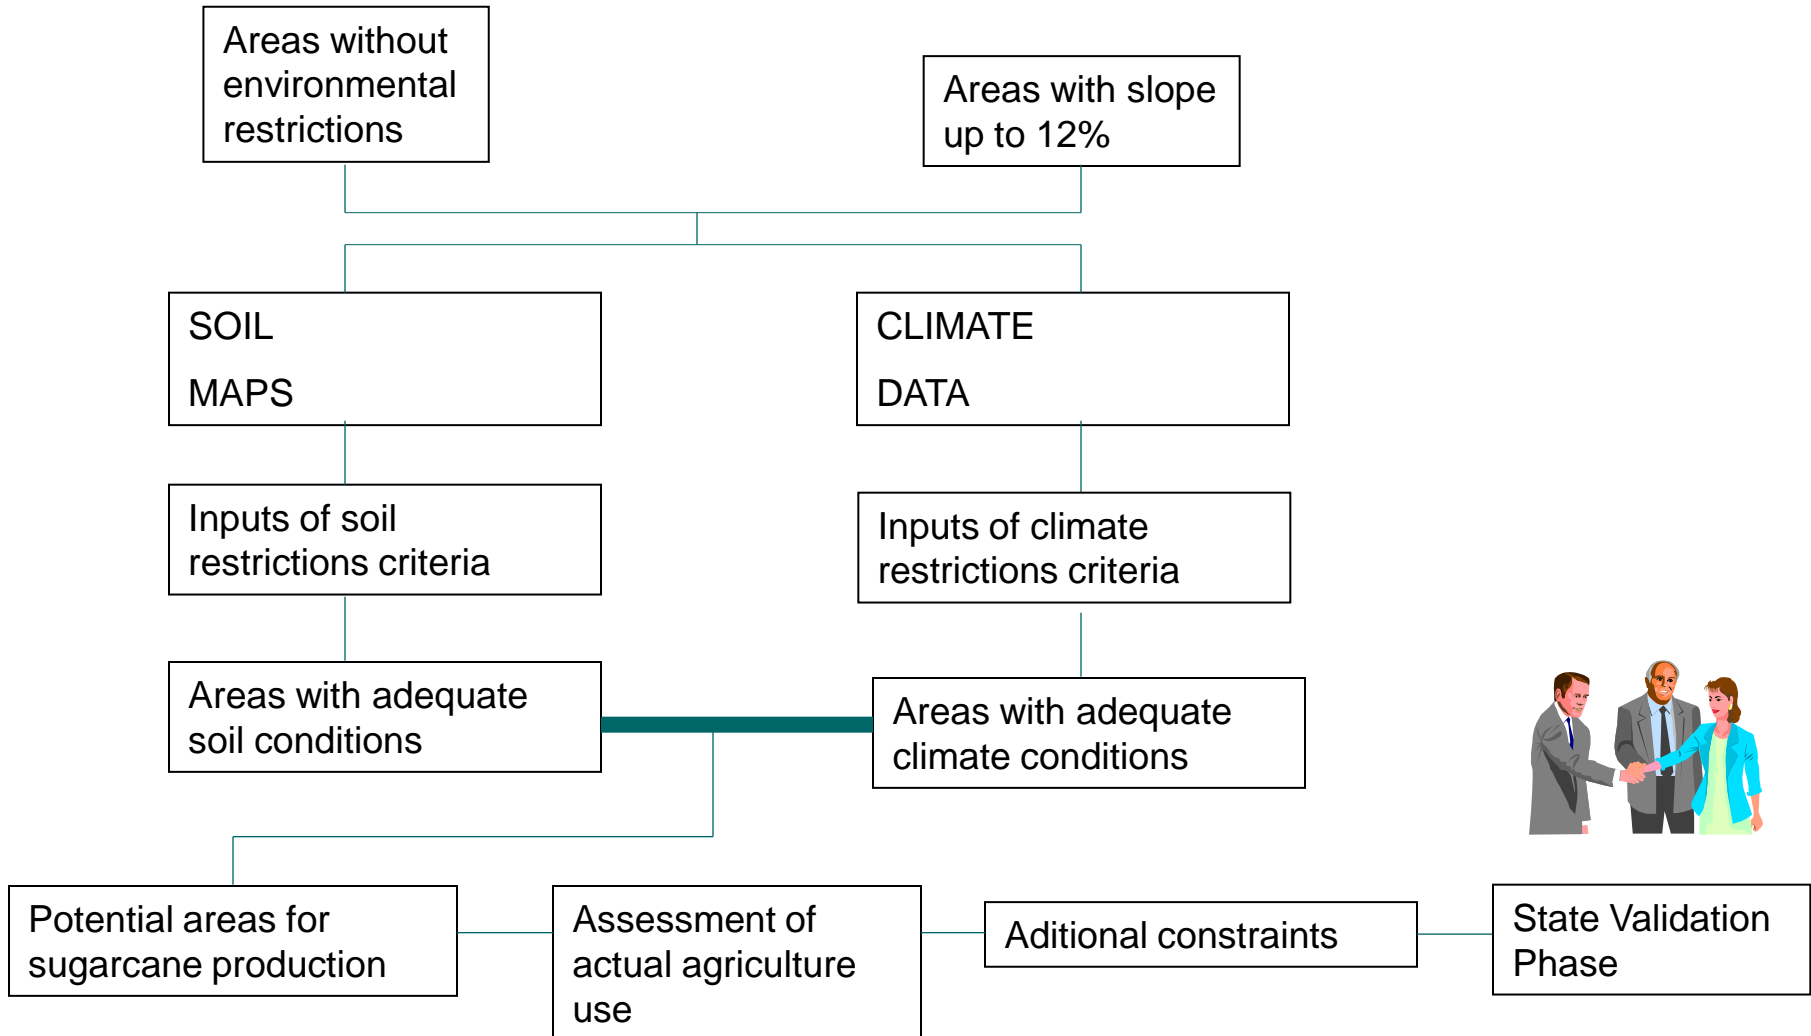 Areas without
environmental
restrictions
Areas with slope
up to 12%
SOIL
MAPS
CLIMATE
DATA
Inputs of soil
restrictions criteria
Inputs of climate
restrictions criteria
Areas with adequate
soil conditions
Areas with adequate
climate conditions
Potential areas for
sugarcane production
Assessment of
actual agriculture
use
Aditional constraints
State Validation
Phase